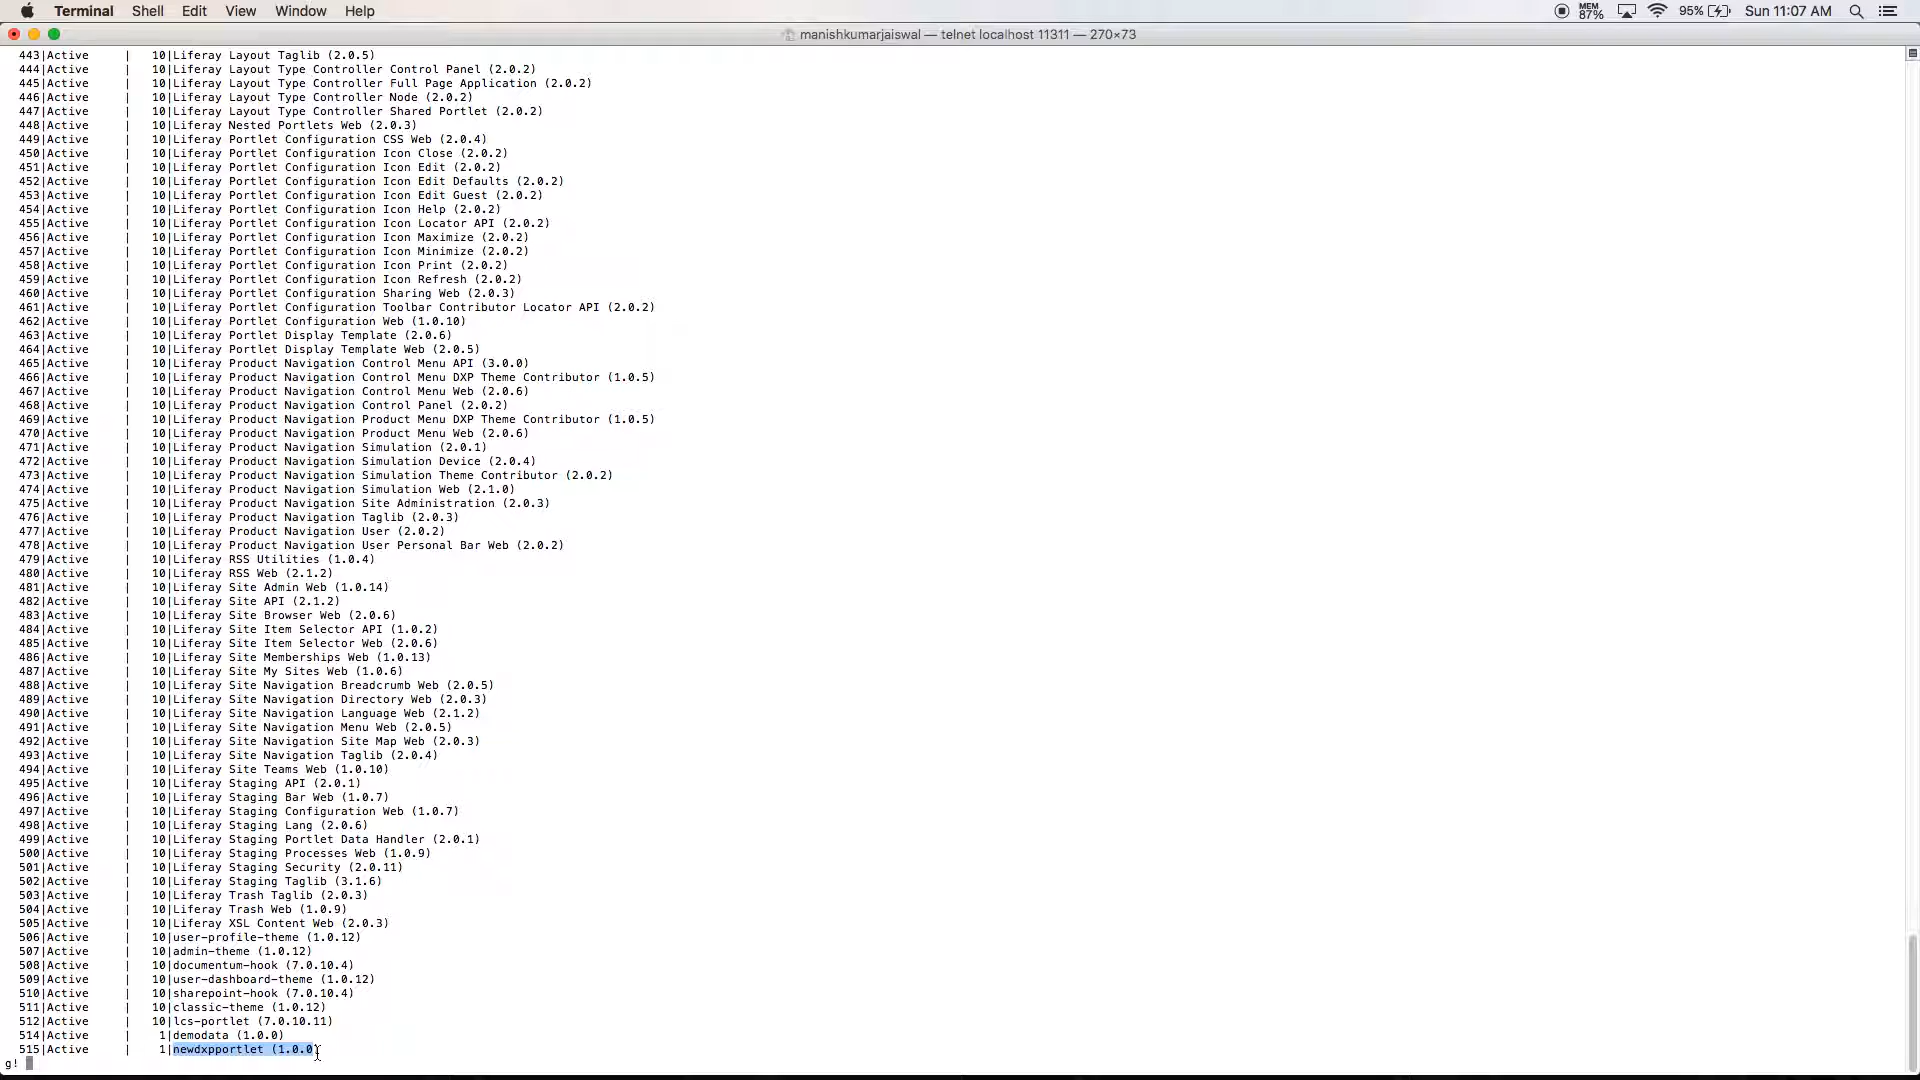 Terminal Shell Edit View Window Help MEM 87% 95% Sun 11:07 AM
manishkumarjaiswal — telnet localhost 11311 — 270×73
443|Active     |   10|Liferay Layout Taglib (2.0.5)
444|Active     |   10|Liferay Layout Type Controller Control Panel (2.0.2)
445|Active     |   10|Liferay Layout Type Controller Full Page Application (2.0.2)
446|Active     |   10|Liferay Layout Type Controller Node (2.0.2)
447|Active     |   10|Liferay Layout Type Controller Shared Portlet (2.0.2)
448|Active     |   10|Liferay Nested Portlets Web (2.0.3)
449|Active     |   10|Liferay Portlet Configuration CSS Web (2.0.4)
450|Active     |   10|Liferay Portlet Configuration Icon Close (2.0.2)
451|Active     |   10|Liferay Portlet Configuration Icon Edit (2.0.2)
452|Active     |   10|Liferay Portlet Configuration Icon Edit Defaults (2.0.2)
453|Active     |   10|Liferay Portlet Configuration Icon Edit Guest (2.0.2)
454|Active     |   10|Liferay Portlet Configuration Icon Help (2.0.2)
455|Active     |   10|Liferay Portlet Configuration Icon Locator API (2.0.2)
456|Active     |   10|Liferay Portlet Configuration Icon Maximize (2.0.2)
457|Active     |   10|Liferay Portlet Configuration Icon Minimize (2.0.2)
458|Active     |   10|Liferay Portlet Configuration Icon Print (2.0.2)
459|Active     |   10|Liferay Portlet Configuration Icon Refresh (2.0.2)
460|Active     |   10|Liferay Portlet Configuration Sharing Web (2.0.3)
461|Active     |   10|Liferay Portlet Configuration Toolbar Contributor Locator API (2.0.2)
462|Active     |   10|Liferay Portlet Configuration Web (1.0.10)
463|Active     |   10|Liferay Portlet Display Template (2.0.6)
464|Active     |   10|Liferay Portlet Display Template Web (2.0.5)
465|Active     |   10|Liferay Product Navigation Control Menu API (3.0.0)
466|Active     |   10|Liferay Product Navigation Control Menu DXP Theme Contributor (1.0.5)
467|Active     |   10|Liferay Product Navigation Control Menu Web (2.0.6)
468|Active     |   10|Liferay Product Navigation Control Panel (2.0.2)
469|Active     |   10|Liferay Product Navigation Product Menu DXP Theme Contributor (1.0.5)
470|Active     |   10|Liferay Product Navigation Product Menu Web (2.0.6)
471|Active     |   10|Liferay Product Navigation Simulation (2.0.1)
472|Active     |   10|Liferay Product Navigation Simulation Device (2.0.4)
473|Active     |   10|Liferay Product Navigation Simulation Theme Contributor (2.0.2)
474|Active     |   10|Liferay Product Navigation Simulation Web (2.1.0)
475|Active     |   10|Liferay Product Navigation Site Administration (2.0.3)
476|Active     |   10|Liferay Product Navigation Taglib (2.0.3)
477|Active     |   10|Liferay Product Navigation User (2.0.2)
478|Active     |   10|Liferay Product Navigation User Personal Bar Web (2.0.2)
479|Active     |   10|Liferay RSS Utilities (1.0.4)
480|Active     |   10|Liferay RSS Web (2.1.2)
481|Active     |   10|Liferay Site Admin Web (1.0.14)
482|Active     |   10|Liferay Site API (2.1.2)
483|Active     |   10|Liferay Site Browser Web (2.0.6)
484|Active     |   10|Liferay Site Item Selector API (1.0.2)
485|Active     |   10|Liferay Site Item Selector Web (2.0.6)
486|Active     |   10|Liferay Site Memberships Web (1.0.13)
487|Active     |   10|Liferay Site My Sites Web (1.0.6)
488|Active     |   10|Liferay Site Navigation Breadcrumb Web (2.0.5)
489|Active     |   10|Liferay Site Navigation Directory Web (2.0.3)
490|Active     |   10|Liferay Site Navigation Language Web (2.1.2)
491|Active     |   10|Liferay Site Navigation Menu Web (2.0.5)
492|Active     |   10|Liferay Site Navigation Site Map Web (2.0.3)
493|Active     |   10|Liferay Site Navigation Taglib (2.0.4)
494|Active     |   10|Liferay Site Teams Web (1.0.10)
495|Active     |   10|Liferay Staging API (2.0.1)
496|Active     |   10|Liferay Staging Bar Web (1.0.7)
497|Active     |   10|Liferay Staging Configuration Web (1.0.7)
498|Active     |   10|Liferay Staging Lang (2.0.6)
499|Active     |   10|Liferay Staging Portlet Data Handler (2.0.1)
500|Active     |   10|Liferay Staging Processes Web (1.0.9)
501|Active     |   10|Liferay Staging Security (2.0.11)
502|Active     |   10|Liferay Staging Taglib (3.1.6)
503|Active     |   10|Liferay Trash Taglib (2.0.3)
504|Active     |   10|Liferay Trash Web (1.0.9)
505|Active     |   10|Liferay XSL Content Web (2.0.3)
506|Active     |   10|user-profile-theme (1.0.12)
507|Active     |   10|admin-theme (1.0.12)
508|Active     |   10|documentum-hook (7.0.10.4)
509|Active     |   10|user-dashboard-theme (1.0.12)
510|Active     |   10|sharepoint-hook (7.0.10.4)
511|Active     |   10|classic-theme (1.0.12)
512|Active     |   10|lcs-portlet (7.0.10.11)
514|Active     |    1|demodata (1.0.0)
515|Active     |    1|newdxpportlet (1.0.0)
g!